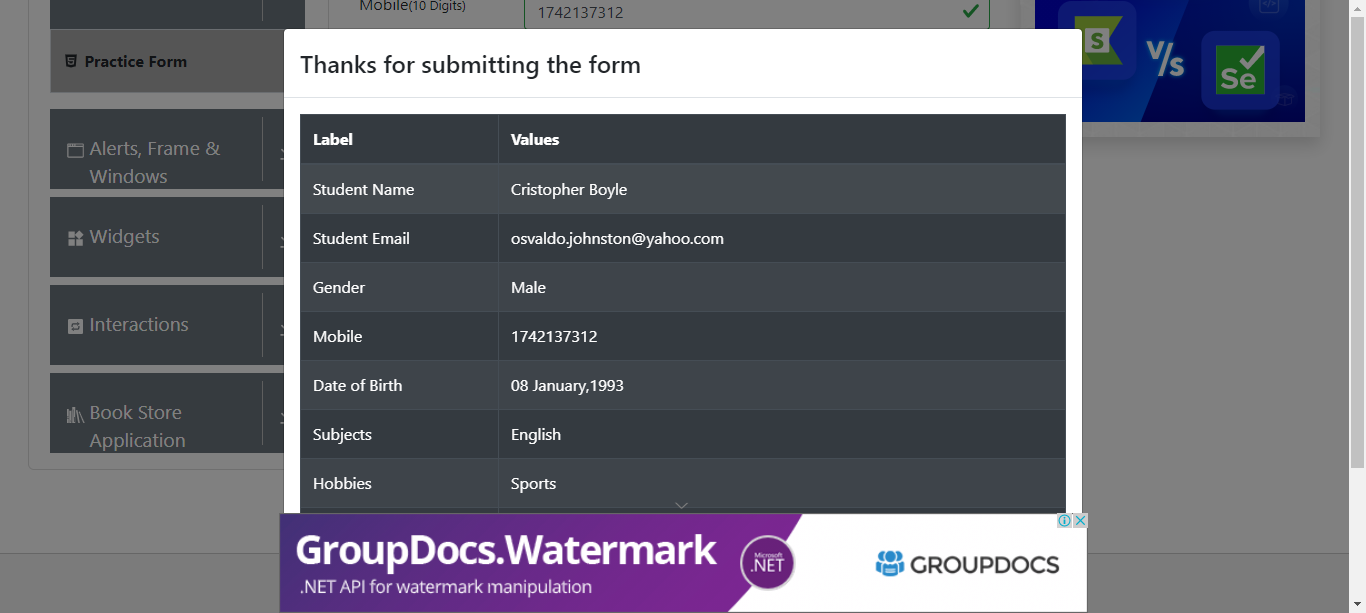 Mobile(10 Digits)
1742137312
Practice Form
S
V/s
Se
Alerts, Frame &
Windows
Widgets
Interactions
Book Store
Application
Thanks for submitting the form
Label Values
Student Name Cristopher Boyle
Student Email osvaldo.johnston@yahoo.com
Gender Male
Mobile 1742137312
Date of Birth 08 January,1993
Subjects English
Hobbies Sports
GroupDocs.Watermark
.NET API for watermark manipulation
Microsoft
.NET
GROUPDOCS